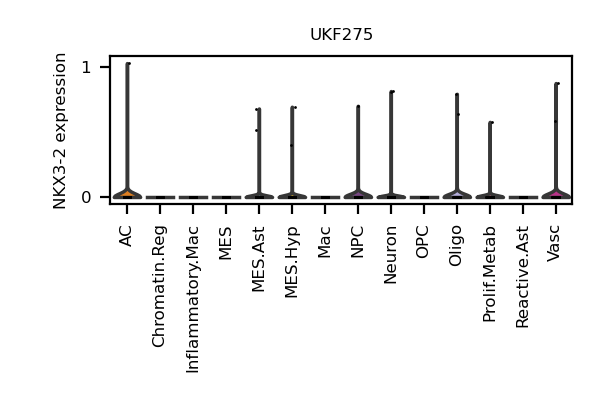 UKF275
NKX3-2 expression
1
0
AC
Chromatin.Reg
Inflammatory.Mac
MES
MES.Ast
MES.Hyp
Mac
NPC
Neuron
OPC
Oligo
Prolif.Metab
Reactive.Ast
Vasc